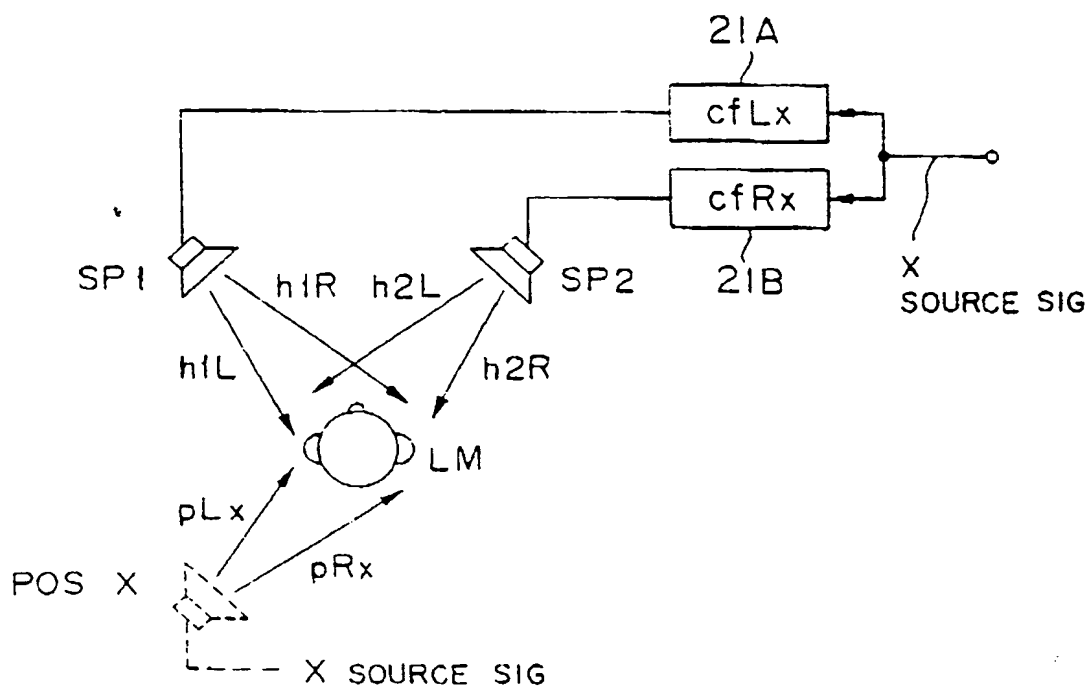 21A
cfLx
cfRx
21B
X
SOURCE SIG
SP1
h1R
h2L
SP2
h1L
h2R
LM
pLx
pRx
POS X
X SOURCE SIG